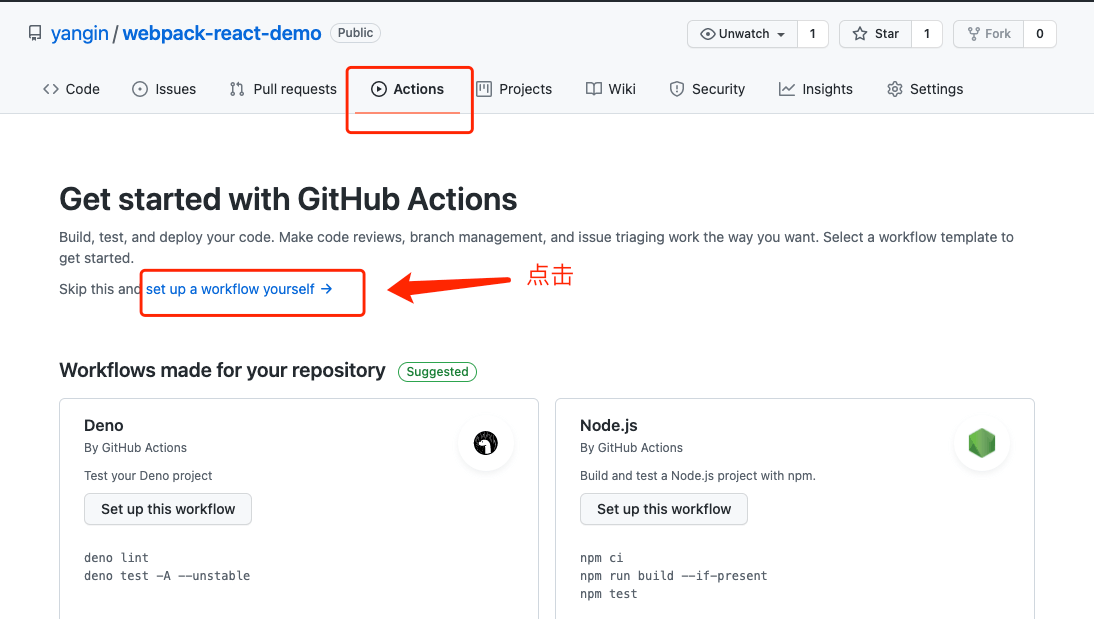 yangin / webpack-react-demo Public Unwatch 1 Star 1 Fork 0
Code Issues Pull requests Actions Projects Wiki Security Insights Settings
Get started with GitHub Actions
Build, test, and deploy your code. Make code reviews, branch management, and issue triaging work the way you want. Select a workflow template to
get started.
Skip this and set up a workflow yourself →
点击
Workflows made for your repository Suggested
Deno
By GitHub Actions
Test your Deno project
Set up this workflow
deno lint
deno test -A --unstable
Node.js
By GitHub Actions
Build and test a Node.js project with npm.
Set up this workflow
npm ci
npm run build --if-present
npm test